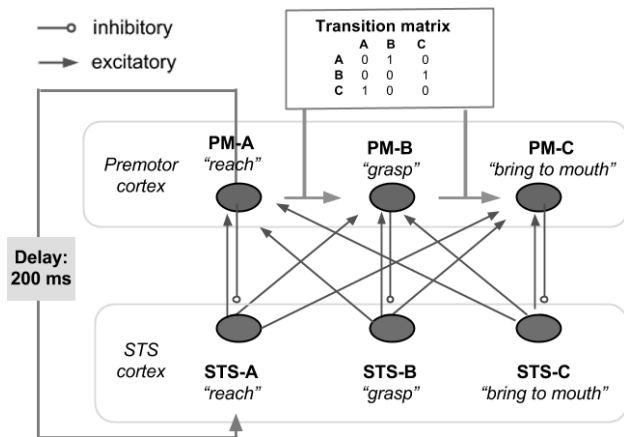 inhibitory
excitatory
Transition matrix
A B C
A 0 1 0
B 0 0 1
C 1 0 0
Premotor
cortex
PM-A
"reach"
PM-B
"grasp"
PM-C
"bring to mouth"
Delay:
200 ms
STS
cortex
STS-A
"reach"
STS-B
"grasp"
STS-C
"bring to mouth"